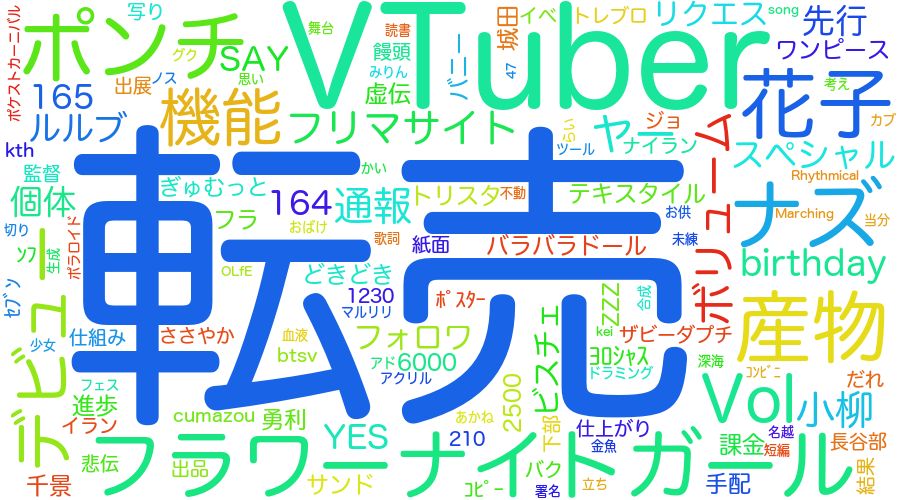 ポケストカーニバル
写り
ポンチ
グク
SAY
思い
舞台
VTuber
読書
饅頭
みりん
虚伝
バニー
城田
47
イベ
トレブロ
リクエス
song
先行
ワンピース
花子
考え
カブ
165
出展
ノス
機能
ルルブ
フリマサイト
ヤー
らい
ツール
ジョ
ナイラン
スペシャル
Rhythmical
kth
監督
個体
ぎゅむっと
かい
164
通報
トリスタ
不動
テキスタイル
お供
ボリューム
ナズ
Marching
当分
切り
ポラロイド
フラ
おばけ
歌詞
紙面
バラバラドール
未練
birthday
ソフ
生成
転売
OLfE
どきどき
1230
マルリリ
ポスター
zzz
合成
セブン
デビュー
仕組み
ささやか
血液
フォロワ
btsv
アド
6000
アクリル
ビスチェ
kei
ザビーダプチ
ヨロシャス
ドラミング
深海
産物
コンビニ
少女
フェス
進歩
イラン
cumazou
勇利
YES
210
あかね
2500
下部
仕上がり
金魚
Vol
小柳
だれ
名越
短編
長谷部
課金
千景
悲伝
出品
フラワーナイトガール
サンド
コピー
署名
バク
立ち
手配
結果